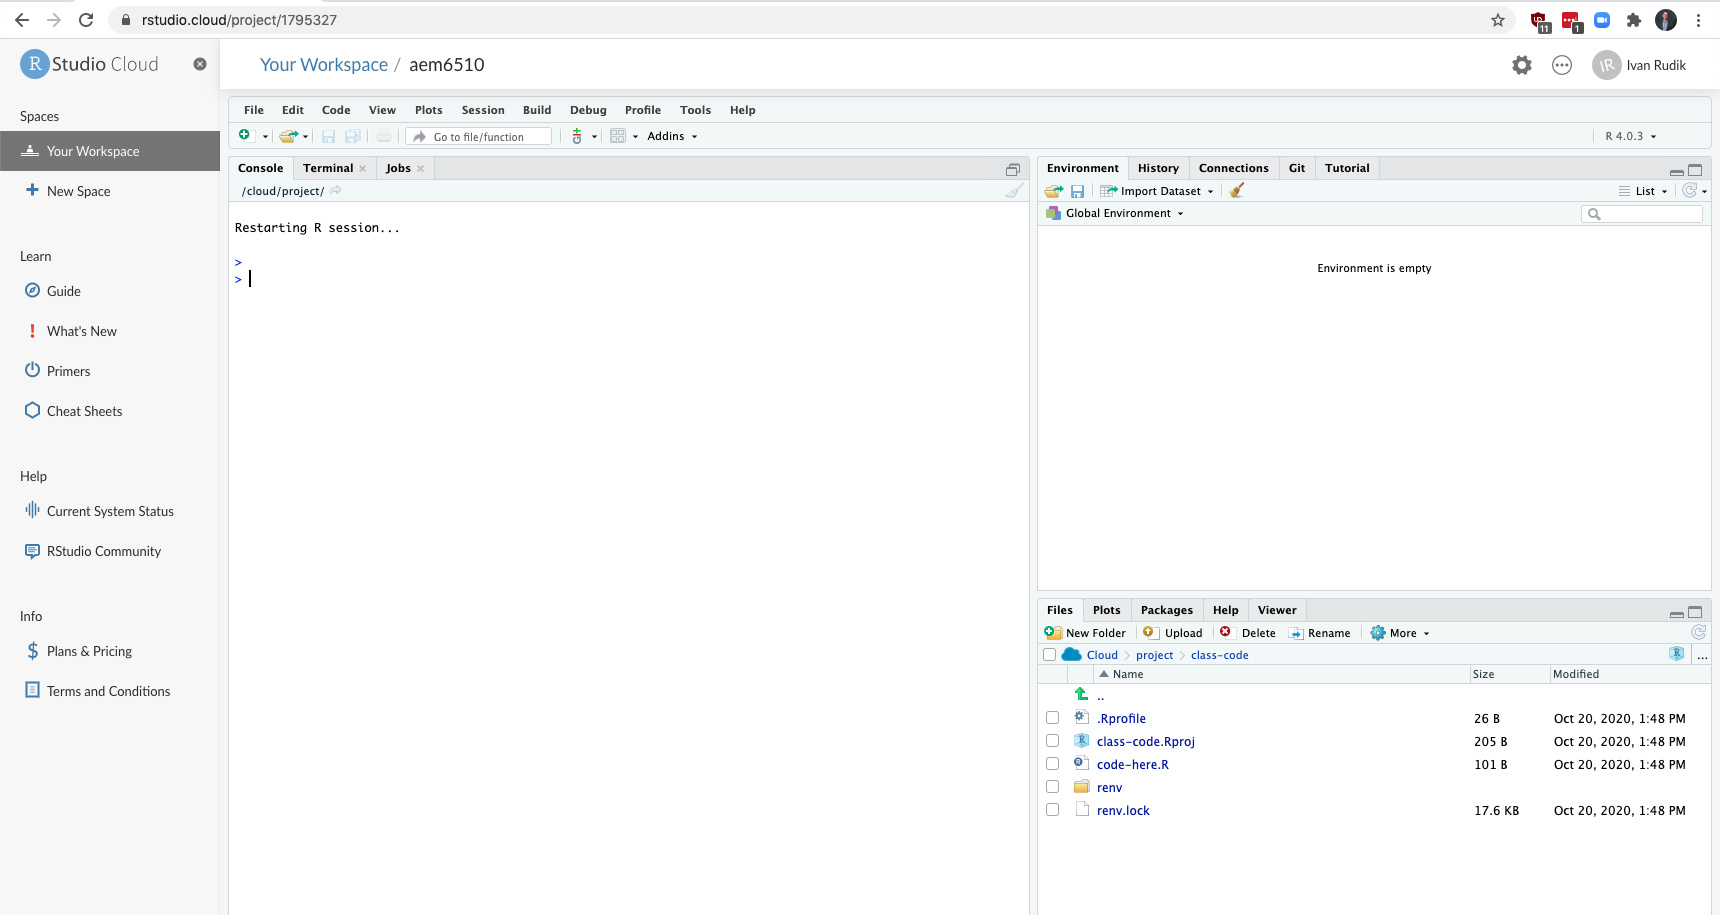 rstudio.cloud/project/1795327
11
1
R Studio Cloud
Your Workspace / aem6510
IR Ivan Rudik
Spaces
Your Workspace
New Space
Learn
Guide
What's New
Primers
Cheat Sheets
Help
Current System Status
RStudio Community
Info
Plans & Pricing
Terms and Conditions
File Edit Code View Plots Session Build Debug Profile Tools Help
Go to file/function Addins R 4.0.3
Console Terminal Jobs
/cloud/project/
Restarting R session...
>
>
Environment History Connections Git Tutorial
Import Dataset List
Global Environment
Environment is empty
Files Plots Packages Help Viewer
New Folder Upload Delete Rename More
Cloud project class-code R ...
Name Size Modified
..
.Rprofile 26 B Oct 20, 2020, 1:48 PM
class-code.Rproj 205 B Oct 20, 2020, 1:48 PM
code-here.R 101 B Oct 20, 2020, 1:48 PM
renv
renv.lock 17.6 KB Oct 20, 2020, 1:48 PM